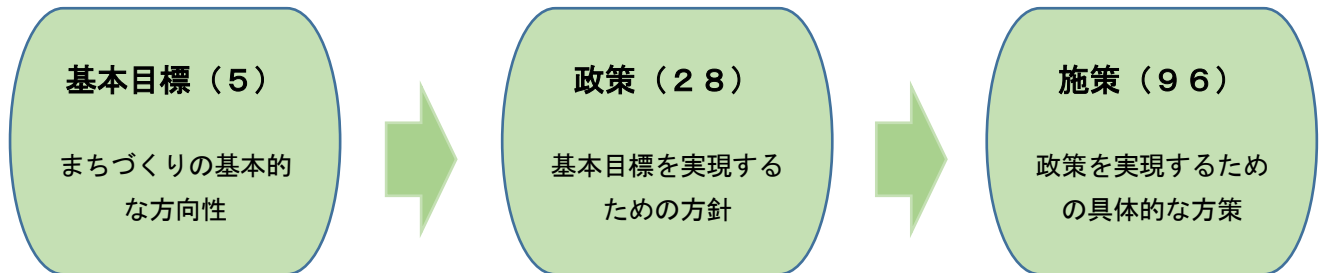 基本目標（５）
まちづくりの基本的
な方向性
政策（２８）
基本目標を実現する
ための方針
施策（９６）
政策を実現するため
の具体的な方策